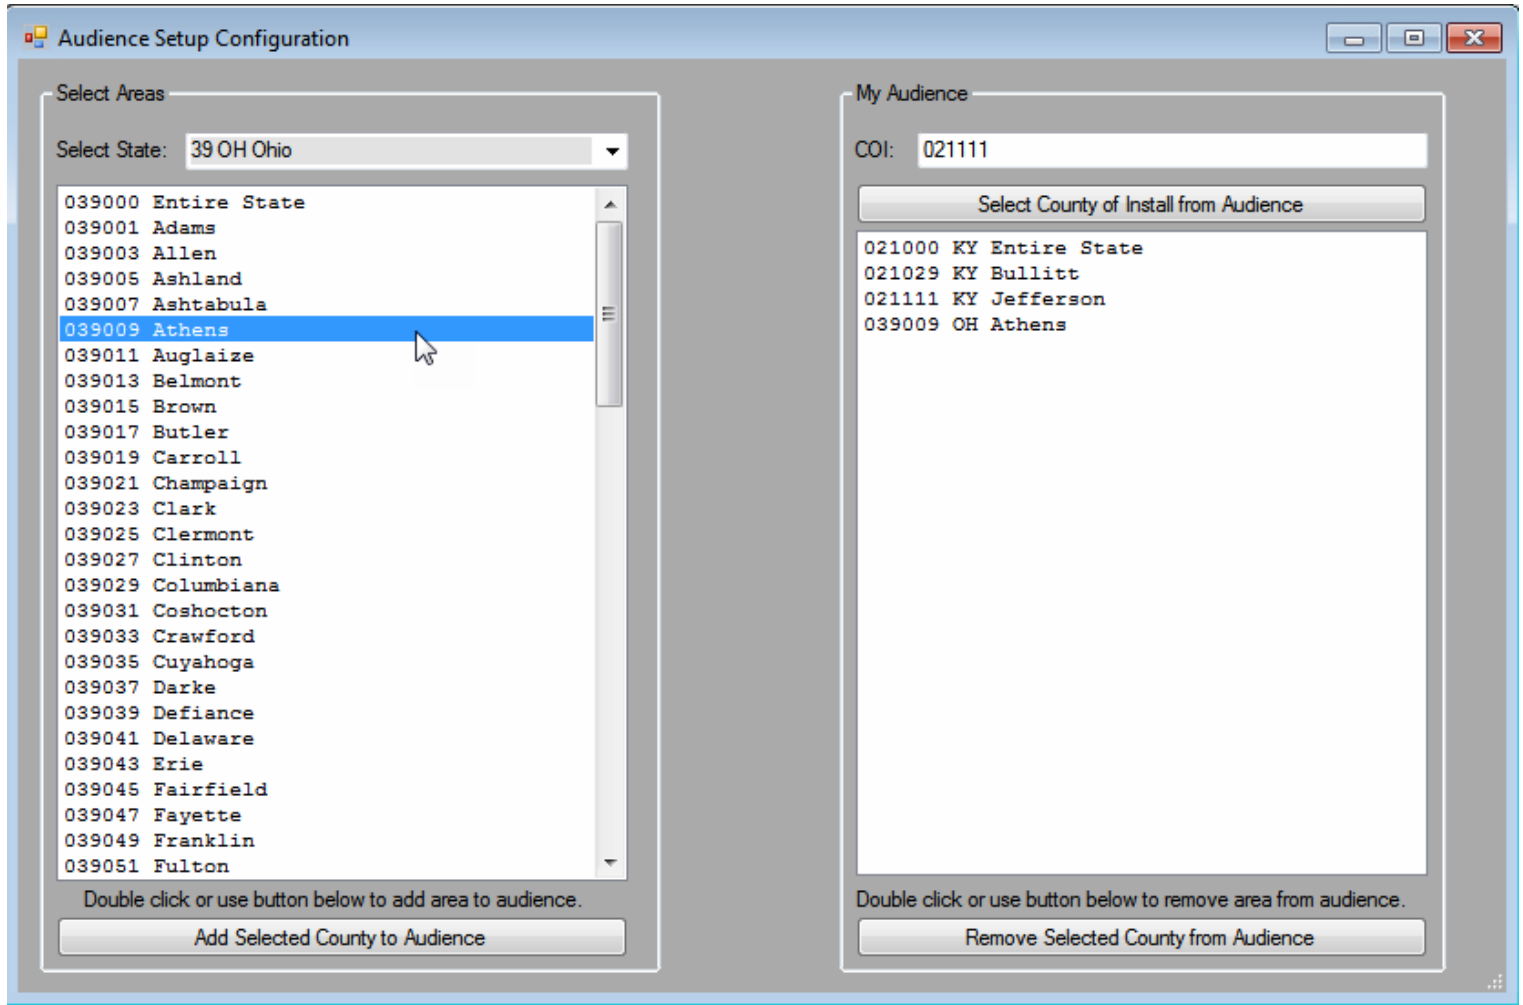 Audience Setup Configuration
Select Areas
Select State: 39 OH Ohio
039000 Entire State
039001 Adams
039003 Allen
039005 Ashland
039007 Ashtabula
039009 Athens
039011 Auglaize
039013 Belmont
039015 Brown
039017 Butler
039019 Carroll
039021 Champaign
039023 Clark
039025 Clermont
039027 Clinton
039029 Columbiana
039031 Coshocton
039033 Crawford
039035 Cuyahoga
039037 Darke
039039 Defiance
039041 Delaware
039043 Erie
039045 Fairfield
039047 Fayette
039049 Franklin
039051 Fulton
Double click or use button below to add area to audience.
Add Selected County to Audience
My Audience
COI: 021111
Select County of Install from Audience
021000 KY Entire State
021029 KY Bullitt
021111 KY Jefferson
039009 OH Athens
Double click or use button below to remove area from audience.
Remove Selected County from Audience